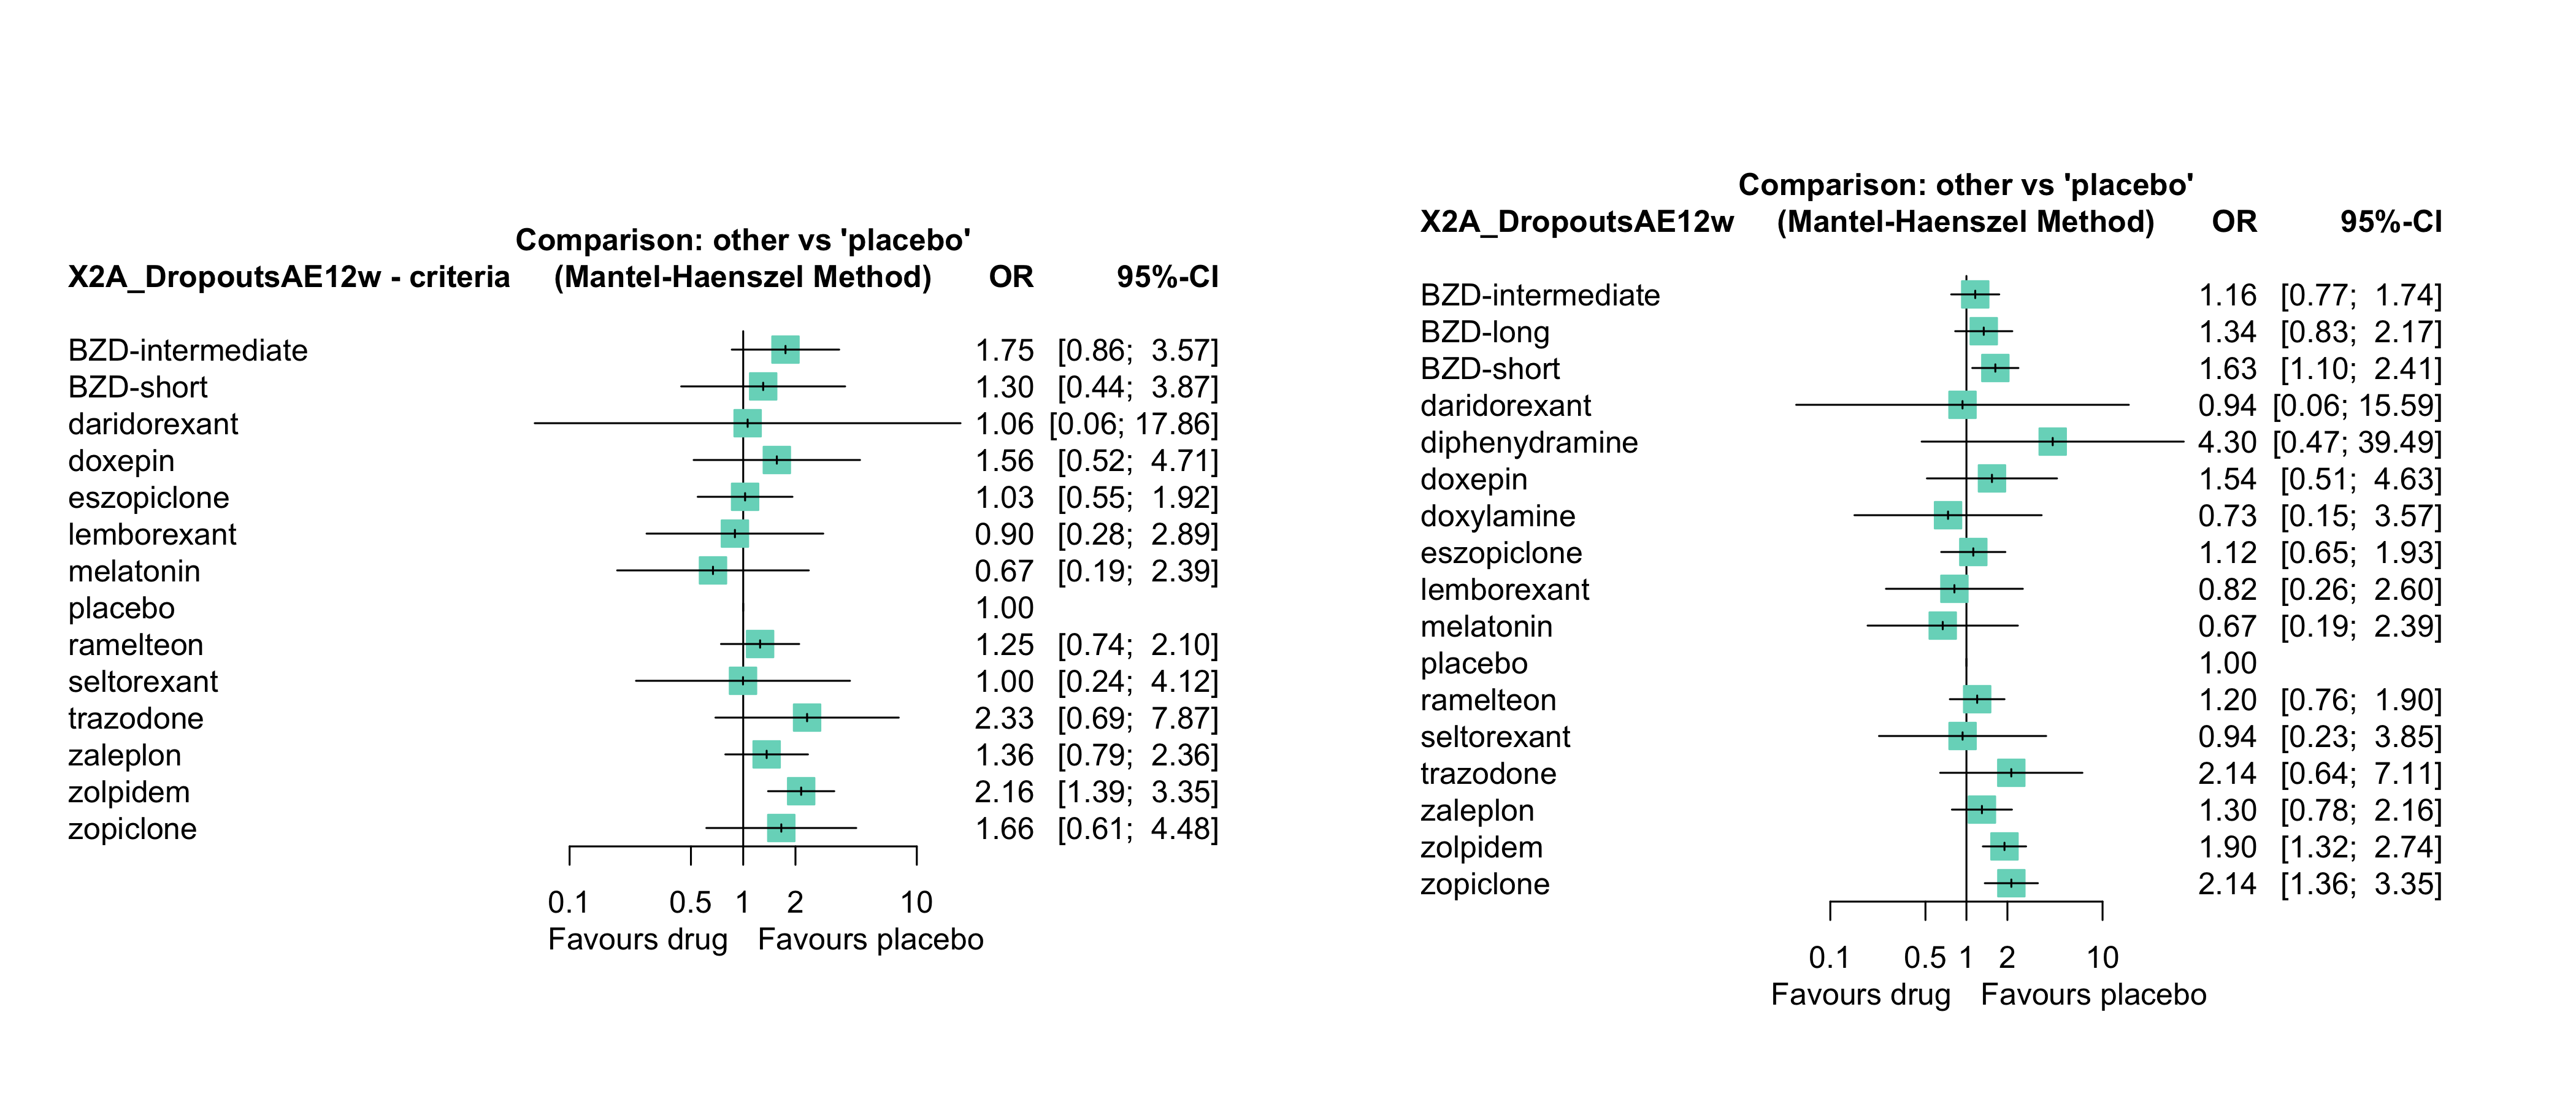 Comparison: other vs 'placebo'
X2A_DropoutsAE12w - criteria (Mantel-Haenszel Method) OR 95%-CI
BZD-intermediate 1.75 [0.86; 3.57]
BZD-short 1.30 [0.44; 3.87]
daridorexant 1.06 [0.06; 17.86]
doxepin 1.56 [0.52; 4.71]
eszopiclone 1.03 [0.55; 1.92]
lemborexant 0.90 [0.28; 2.89]
melatonin 0.67 [0.19; 2.39]
placebo 1.00
ramelteon 1.25 [0.74; 2.10]
seltorexant 1.00 [0.24; 4.12]
trazodone 2.33 [0.69; 7.87]
zaleplon 1.36 [0.79; 2.36]
zolpidem 2.16 [1.39; 3.35]
zopiclone 1.66 [0.61; 4.48]
0.1 0.5 1 2 10
Favours drug Favours placebo
Comparison: other vs 'placebo'
X2A_DropoutsAE12w (Mantel-Haenszel Method) OR 95%-CI
BZD-intermediate 1.16 [0.77; 1.74]
BZD-long 1.34 [0.83; 2.17]
BZD-short 1.63 [1.10; 2.41]
daridorexant 0.94 [0.06; 15.59]
diphenydramine 4.30 [0.47; 39.49]
doxepin 1.54 [0.51; 4.63]
doxylamine 0.73 [0.15; 3.57]
eszopiclone 1.12 [0.65; 1.93]
lemborexant 0.82 [0.26; 2.60]
melatonin 0.67 [0.19; 2.39]
placebo 1.00
ramelteon 1.20 [0.76; 1.90]
seltorexant 0.94 [0.23; 3.85]
trazodone 2.14 [0.64; 7.11]
zaleplon 1.30 [0.78; 2.16]
zolpidem 1.90 [1.32; 2.74]
zopiclone 2.14 [1.36; 3.35]
0.1 0.5 1 2 10
Favours drug Favours placebo